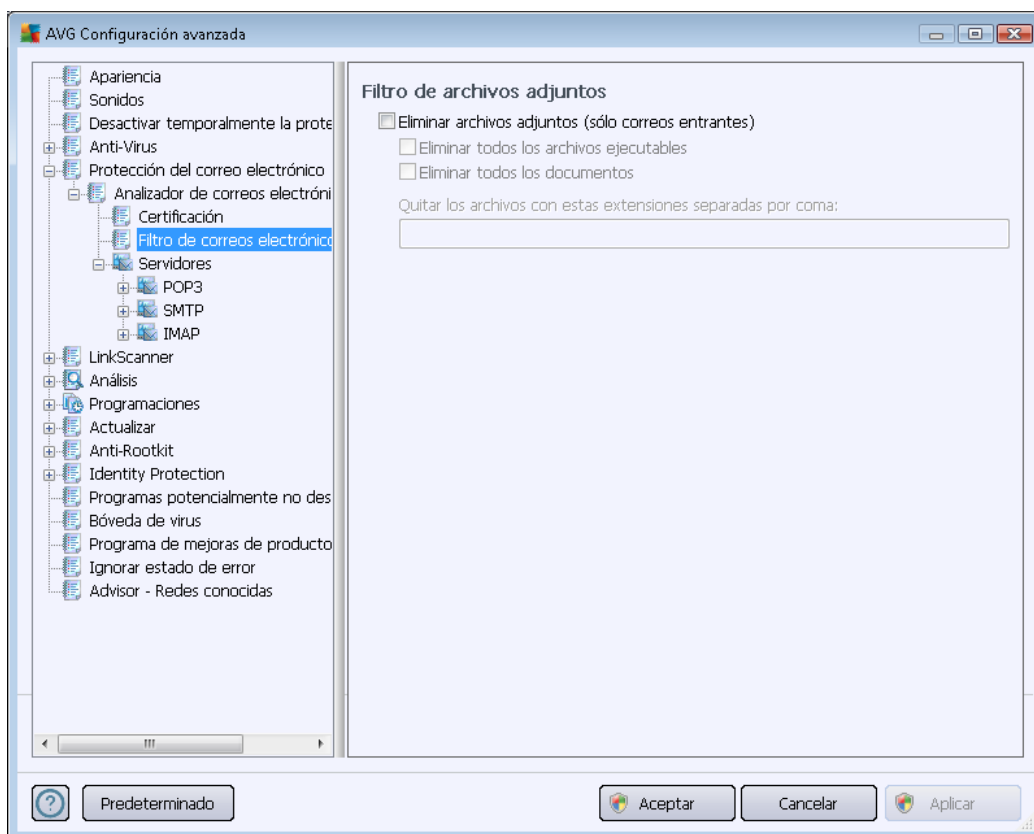 AVG Configuración avanzada
Apariencia
Sonidos
Desactivar temporalmente la prote
Anti-Virus
Protección del correo electrónico
Analizador de correos electróni
Certificación
Filtro de correos electrónico
Servidores
POP3
SMTP
IMAP
LinkScanner
Análisis
Programaciones
Actualizar
Anti-Rootkit
Identity Protection
Programas potencialmente no des
Bóveda de virus
Programa de mejoras de producto
Ignorar estado de error
Advisor - Redes conocidas
Filtro de archivos adjuntos
Eliminar archivos adjuntos (sólo correos entrantes)
Eliminar todos los archivos ejecutables
Eliminar todos los documentos
Quitar los archivos con estas extensiones separadas por coma:
Predeterminado
Aceptar
Cancelar
Aplicar